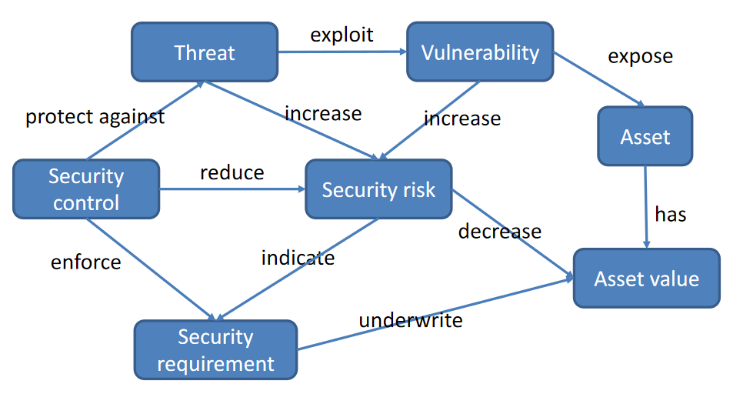 exploit
Threat
Vulnerability
expose
protect against
increase
increase
Asset
Security
control
reduce
Security risk
has
decrease
enforce
indicate
Asset value
underwrite
Security
requirement